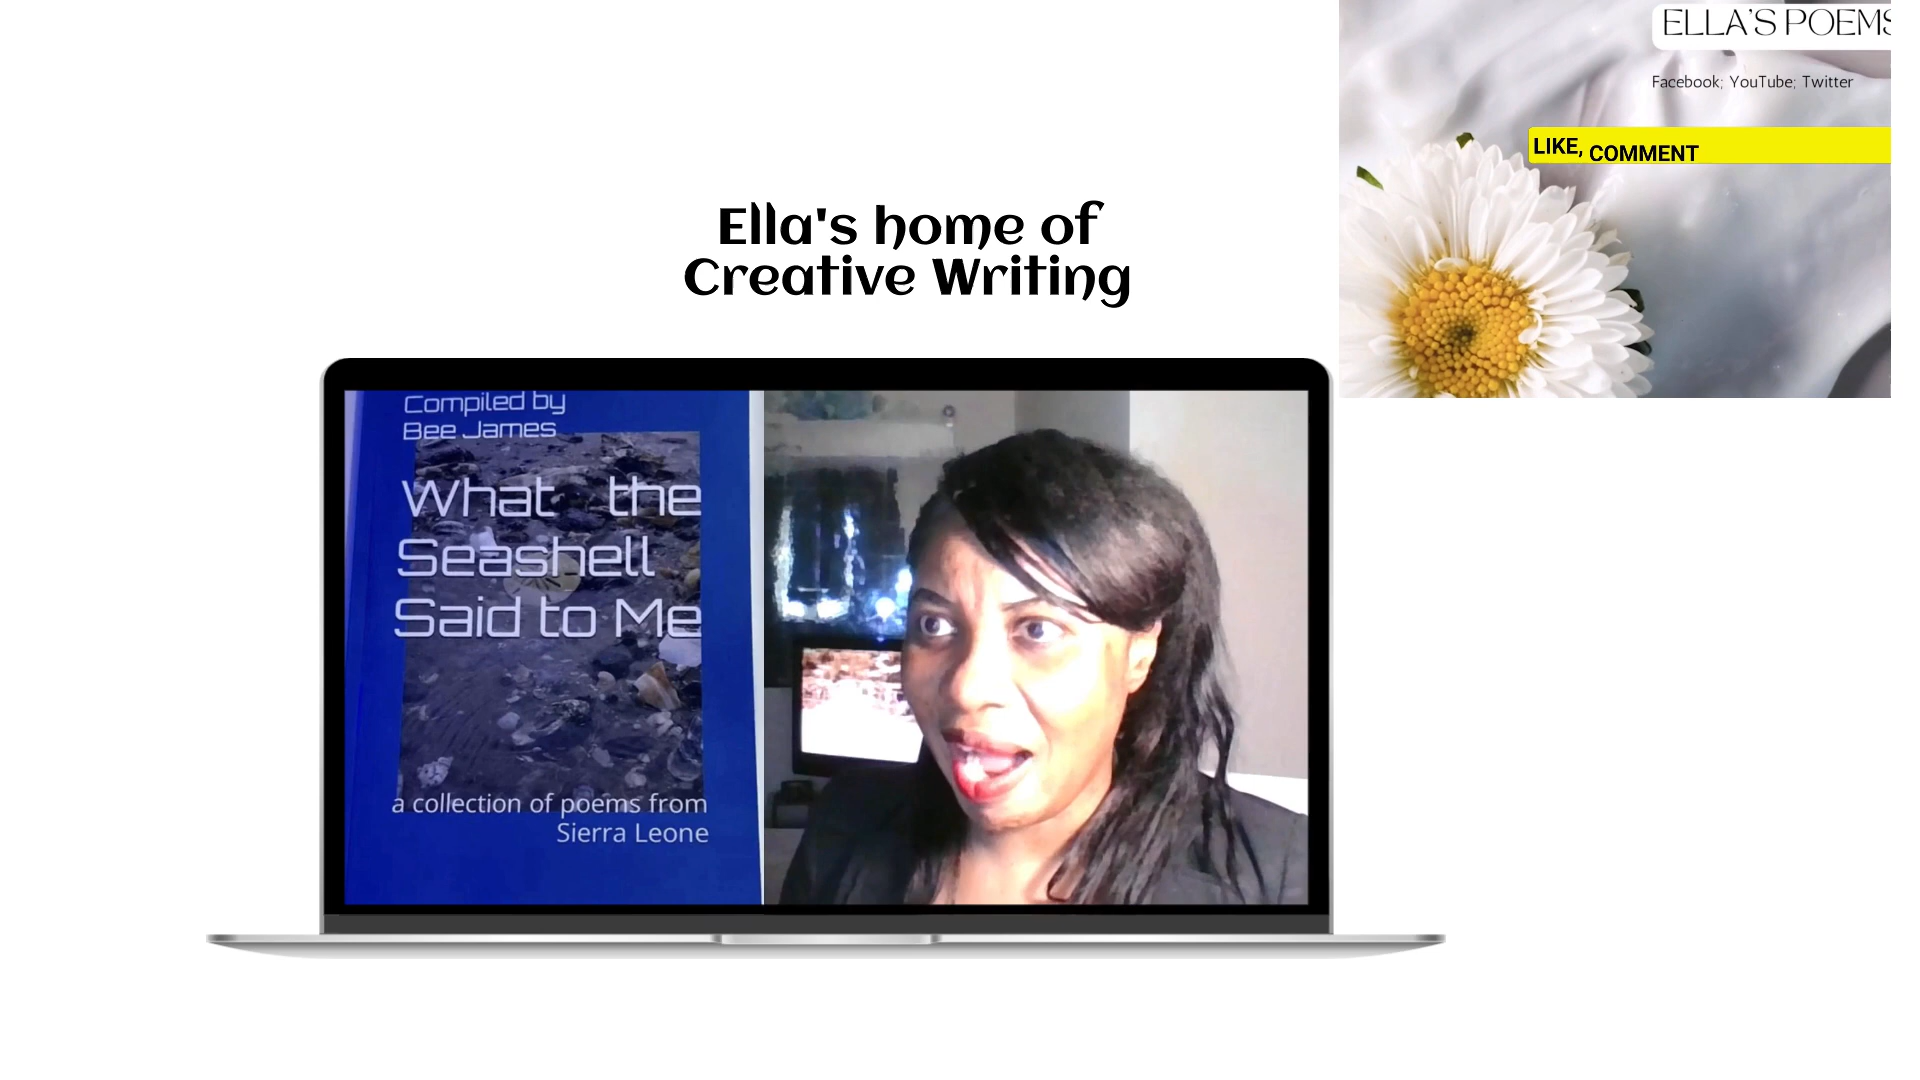 ELLA'S POEMS
Facebook; YouTube; Twitter
LIKE, COMMENT
Ella's home of
Creative Writing
Compiled by
Bee James
What the
Seashell
Said to Me
a collection of poems from
Sierra Leone